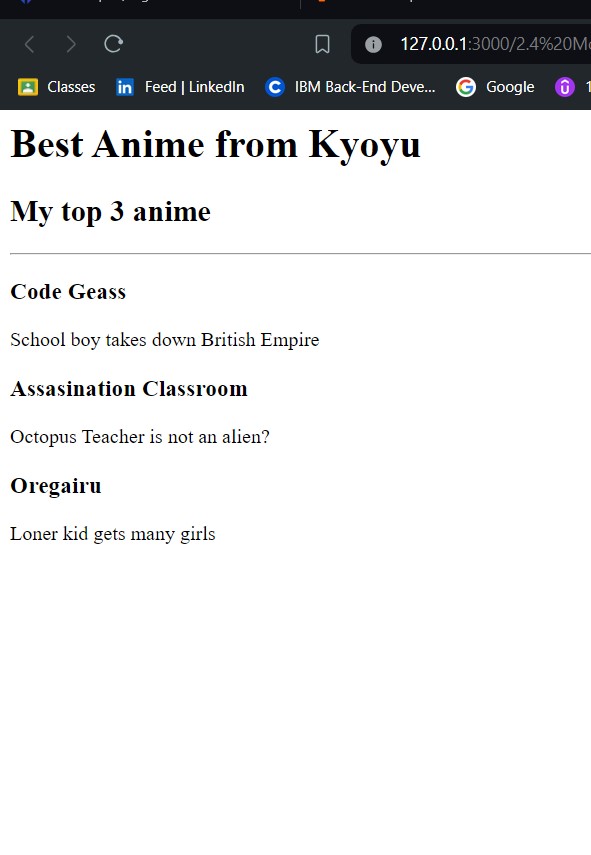 127.0.0.1:3000/2.4%20M
Classes
Feed | LinkedIn
IBM Back-End Deve...
Google
Best Anime from Kyoyu
My top 3 anime
Code Geass
School boy takes down British Empire
Assasination Classroom
Octopus Teacher is not an alien?
Oregairu
Loner kid gets many girls